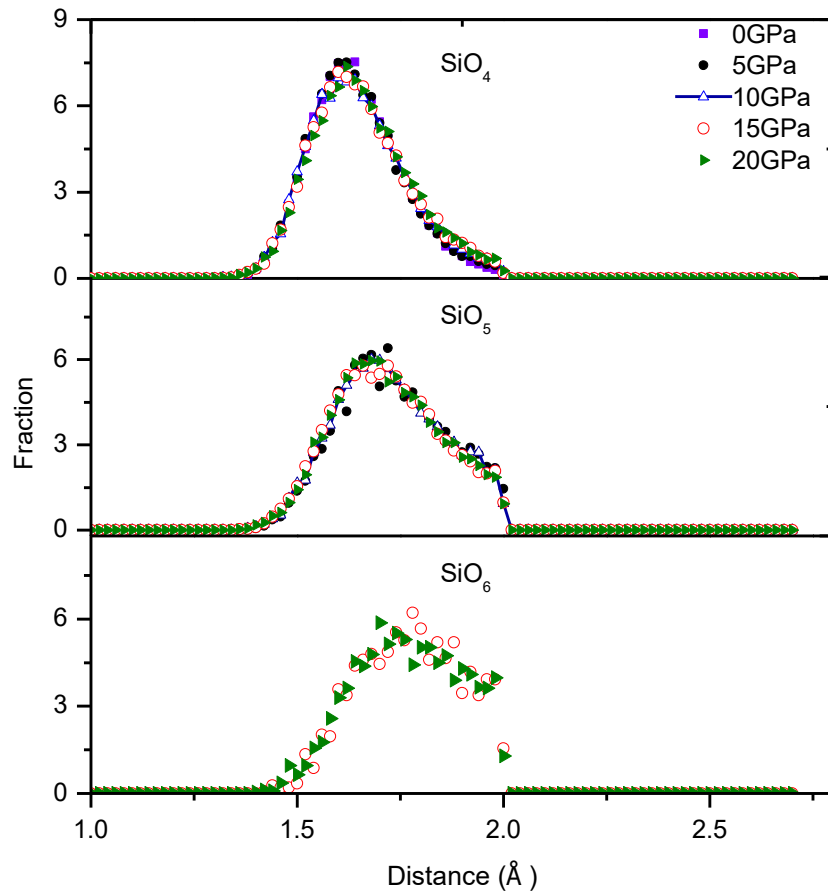 9
6
3
0
SiO₄
0GPa
5GPa
10GPa
15GPa
20GPa
6
3
0
SiO₅
Fraction
6
3
0
SiO₆
1.0 1.5 2.0 2.5
Distance (Å )